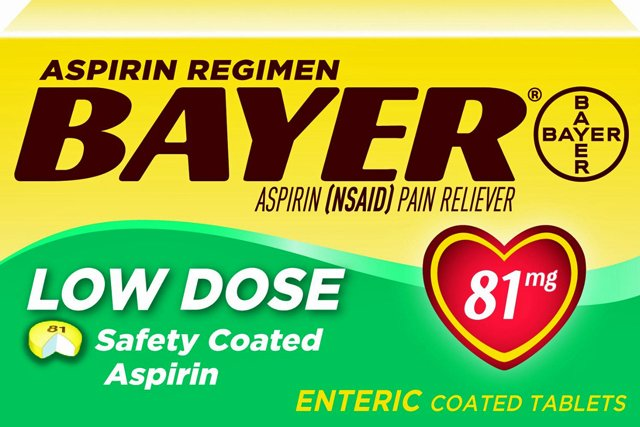 ASPIRIN REGIMEN
BAYER®
BAYER
BAYER
ASPIRIN (NSAID) PAIN RELIEVER
LOW DOSE
81mg
81
Safety Coated
Aspirin
ENTERIC COATED TABLETS